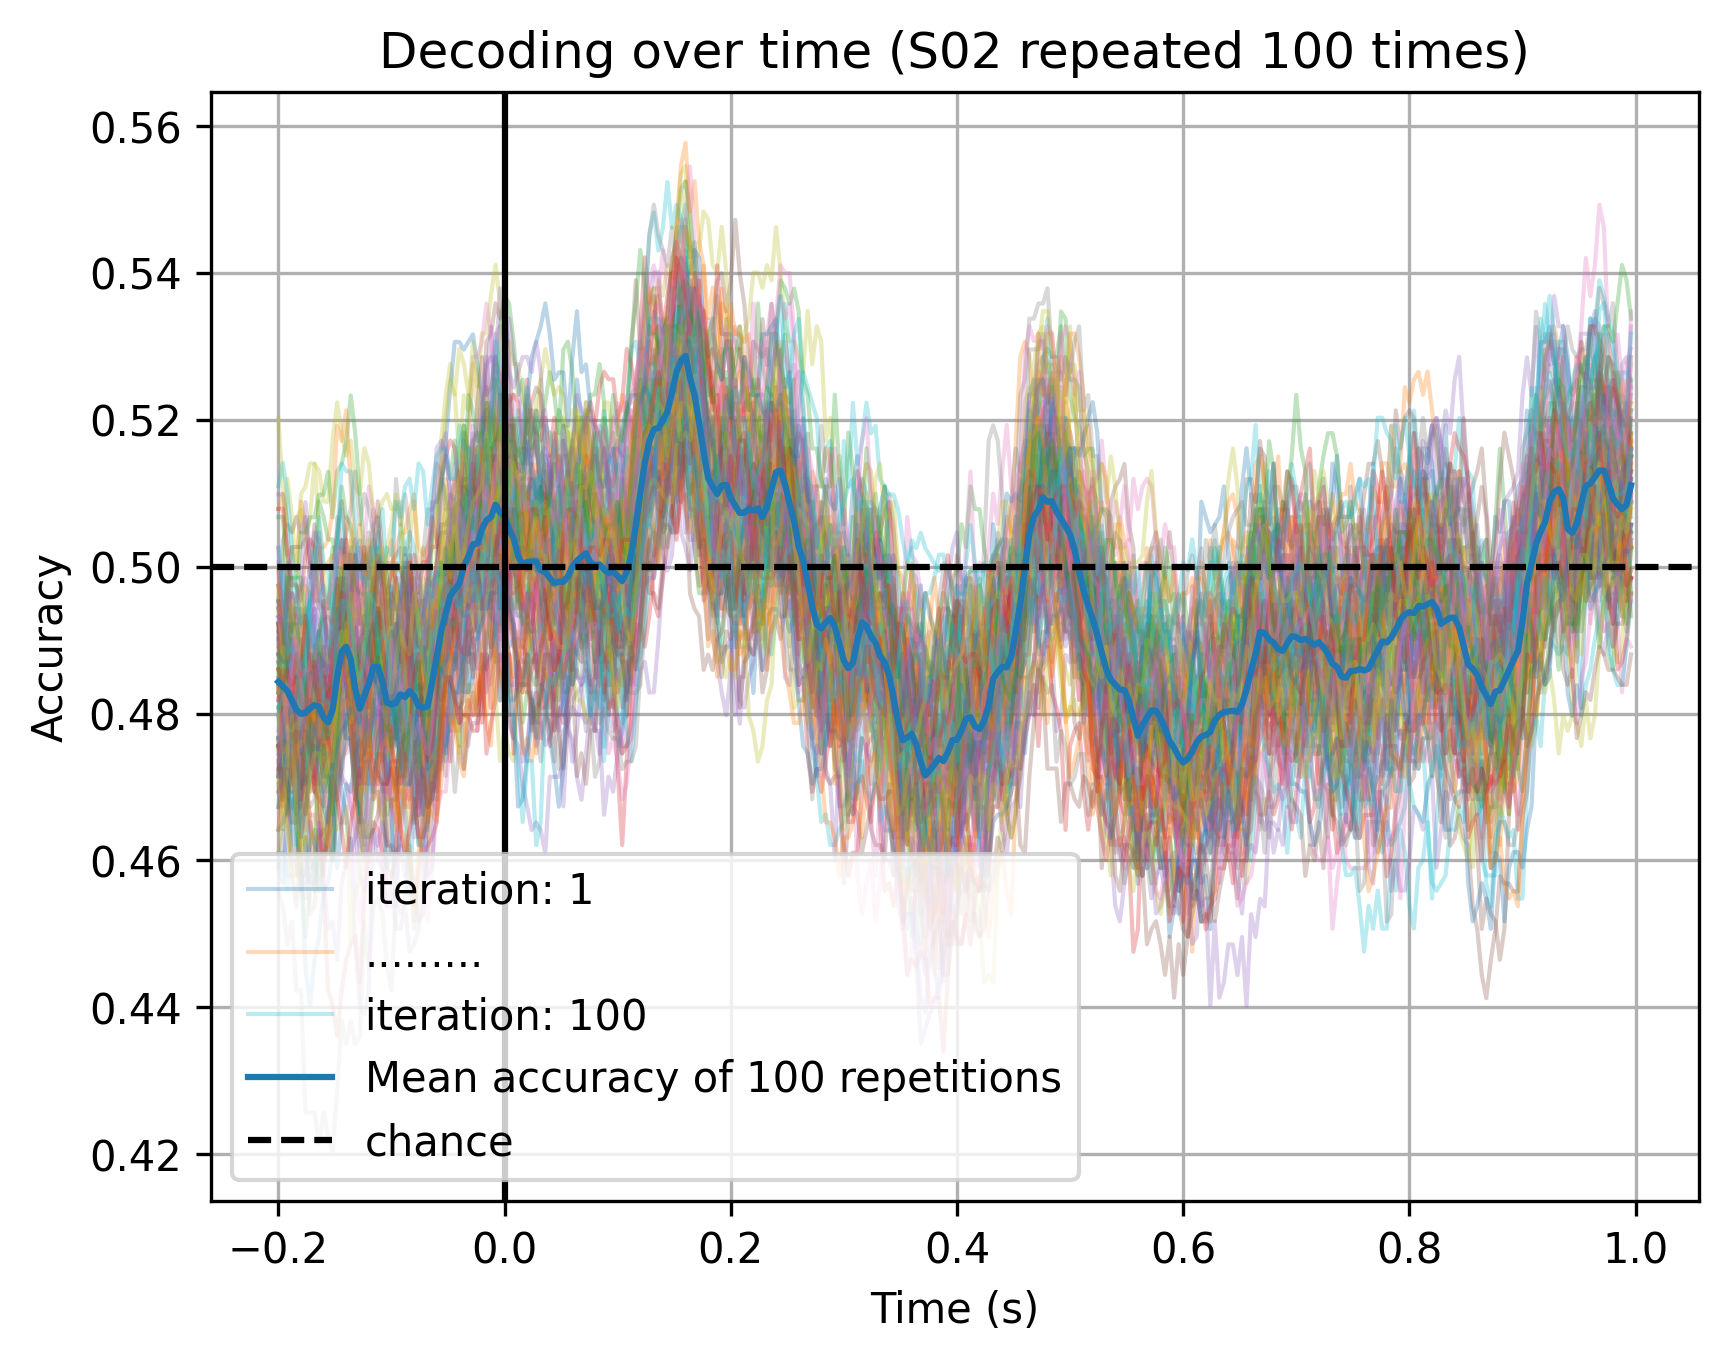 Decoding over time (S02 repeated 100 times)
0.56
0.54
0.52
0.50
0.48
0.46
0.44
0.42
Accuracy
iteration: 1
.........
iteration: 100
Mean accuracy of 100 repetitions
chance
−0.2 0.0 0.2 0.4 0.6 0.8 1.0
Time (s)